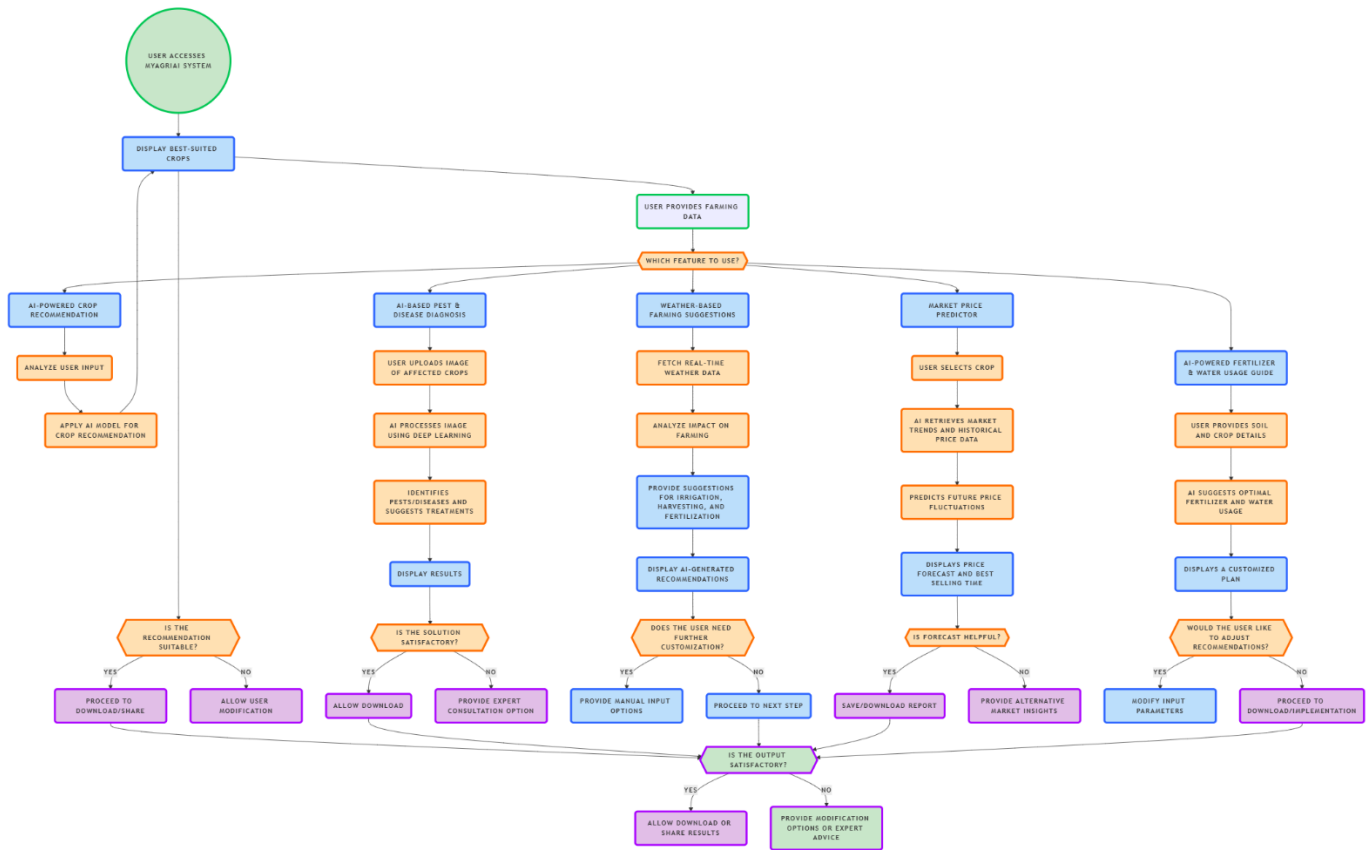 USER ACCESSES
MYAGRIAI SYSTEM
DISPLAY BEST-SUITED
CROPS
USER PROVIDES FARMING
DATA
WHICH FEATURE TO USE?
AI-POWERED CROP
RECOMMENDATION
ANALYZE USER INPUT
APPLY AI MODEL FOR
CROP RECOMMENDATION
AI-BASED PEST &
DISEASE DIAGNOSIS
USER UPLOADS IMAGE
OF AFFECTED CROPS
AI PROCESSES IMAGE
USING DEEP LEARNING
IDENTIFIES
PESTS/DISEASES AND
SUGGESTS TREATMENTS
DISPLAY RESULTS
WEATHER-BASED
FARMING SUGGESTIONS
FETCH REAL-TIME
WEATHER DATA
ANALYZE IMPACT ON
FARMING
PROVIDE SUGGESTIONS
FOR IRRIGATION,
HARVESTING, AND
FERTILIZATION
DISPLAY AI-GENERATED
RECOMMENDATIONS
MARKET PRICE
PREDICTOR
USER SELECTS CROP
AI RETRIEVES MARKET
TRENDS AND HISTORICAL
PRICE DATA
PREDICTS FUTURE PRICE
FLUCTUATIONS
DISPLAYS PRICE
FORECAST AND BEST
SELLING TIME
AI-POWERED FERTILIZER
& WATER USAGE GUIDE
USER PROVIDES SOIL
AND CROP DETAILS
AI SUGGESTS OPTIMAL
FERTILIZER AND WATER
USAGE
DISPLAYS A CUSTOMIZED
PLAN
IS THE
RECOMMENDATION
SUITABLE?
YES
NO
PROCEED TO
DOWNLOAD/SHARE
ALLOW USER
MODIFICATION
IS THE SOLUTION
SATISFACTORY?
YES
NO
ALLOW DOWNLOAD
PROVIDE EXPERT
CONSULTATION OPTION
DOES THE USER NEED
FURTHER
CUSTOMIZATION?
YES
NO
PROVIDE MANUAL INPUT
OPTIONS
PROCEED TO NEXT STEP
IS FORECAST HELPFUL?
YES
NO
SAVE/DOWNLOAD REPORT
PROVIDE ALTERNATIVE
MARKET INSIGHTS
WOULD THE USER LIKE
TO ADJUST
RECOMMENDATIONS?
YES
NO
MODIFY INPUT
PARAMETERS
PROCEED TO
DOWNLOAD/IMPLEMENTATION
IS THE OUTPUT
SATISFACTORY?
YES
NO
ALLOW DOWNLOAD OR
SHARE RESULTS
PROVIDE MODIFICATION
OPTIONS OR EXPERT
ADVICE